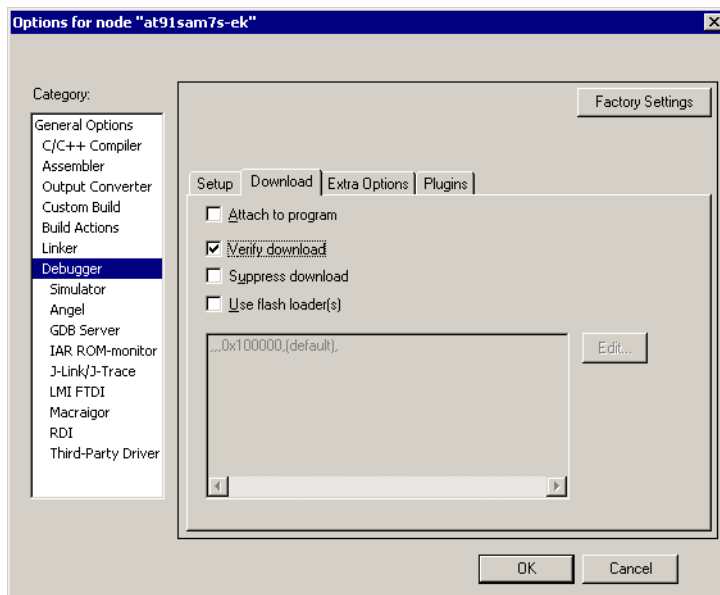 Options for node "at91sam7s-ek"
Category:
Factory Settings
General Options
C/C++ Compiler
Assembler
Output Converter
Custom Build
Build Actions
Linker
Debugger
Simulator
Angel
GDB Server
IAR ROM-monitor
J-Link/J-Trace
LMI FTDI
Macraigor
RDI
Third-Party Driver
Setup Download Extra Options Plugins
Attach to program
Verify download
Suppress download
Use flash loader(s)
,,,0x100000,(default),
Edit...
OK Cancel